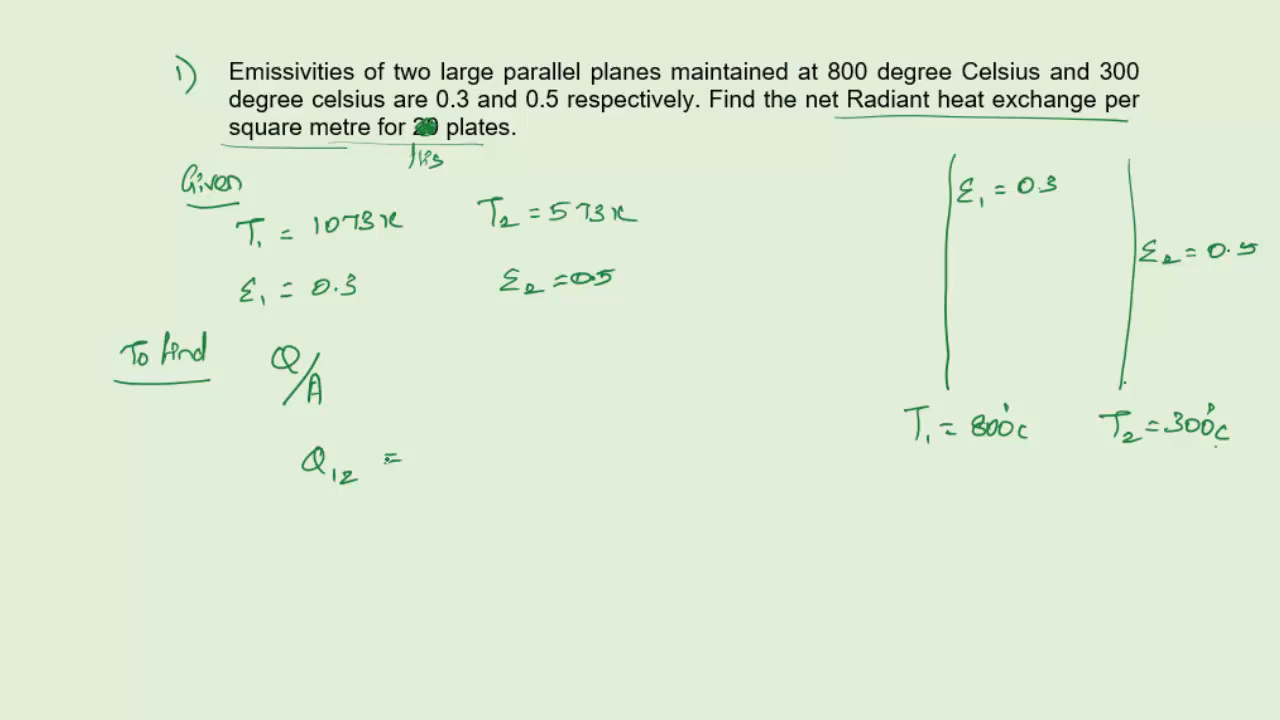 i) Emissivities of two large parallel planes maintained at 800 degree Celsius and 300
degree celsius are 0.3 and 0.5 respectively. Find the net Radiant heat exchange per
square metre for plates.
Given
T₁ = 1073K T₂ = 573K
ε₁ = 0.3 ε₂ = 0.5
To find Q/A
Q₁₂ =
ε₁ = 0.3
ε₂ = 0.5
T₁ = 800°C T₂ = 300°C